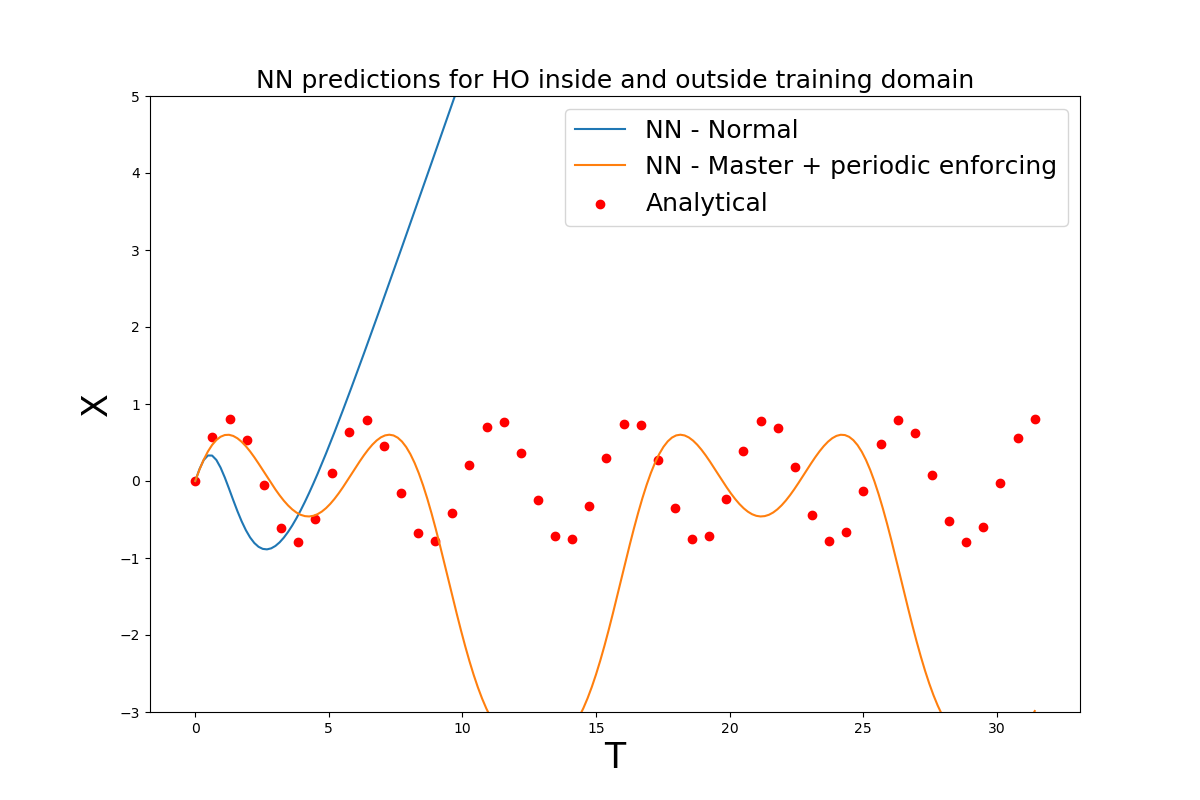 NN predictions for HO inside and outside training domain
NN - Normal
NN - Master + periodic enforcing
Analytical
5
4
3
2
1
0
−1
−2
−3
X
0 5 10 15 20 25 30
T